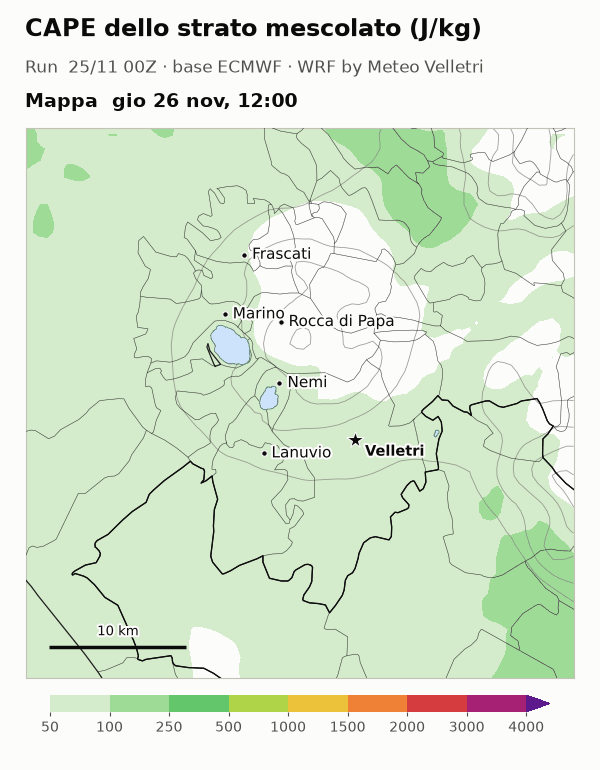 CAPE dello strato mescolato (J/kg)
Run  25/11 00Z · base ECMWF · WRF by Meteo Velletri
Mappa  gio 26 nov, 12:00
Frascati
Marino
Rocca di Papa
Nemi
Velletri
Lanuvio
10 km
50 100 250 500 1000 1500 2000 3000 4000